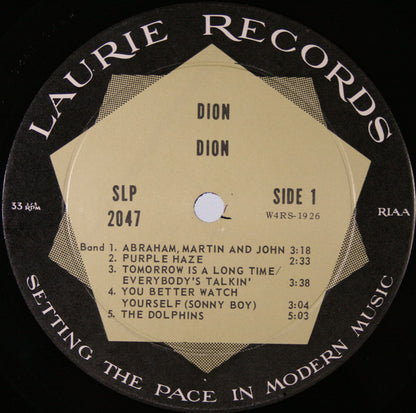 LAURIE RECORDS
DION
DION
SLP
2047
SIDE 1
W4RS-1926
33 RPM
RIAA
Band 1. ABRAHAM, MARTIN AND JOHN 3:18
2. PURPLE HAZE 2:33
3. TOMORROW IS A LONG TIME/
EVERYBODY'S TALKIN' 3:38
4. YOU BETTER WATCH
YOURSELF (SONNY BOY) 3:04
5. THE DOLPHINS 5:03
SETTING THE PACE IN MODERN MUSIC